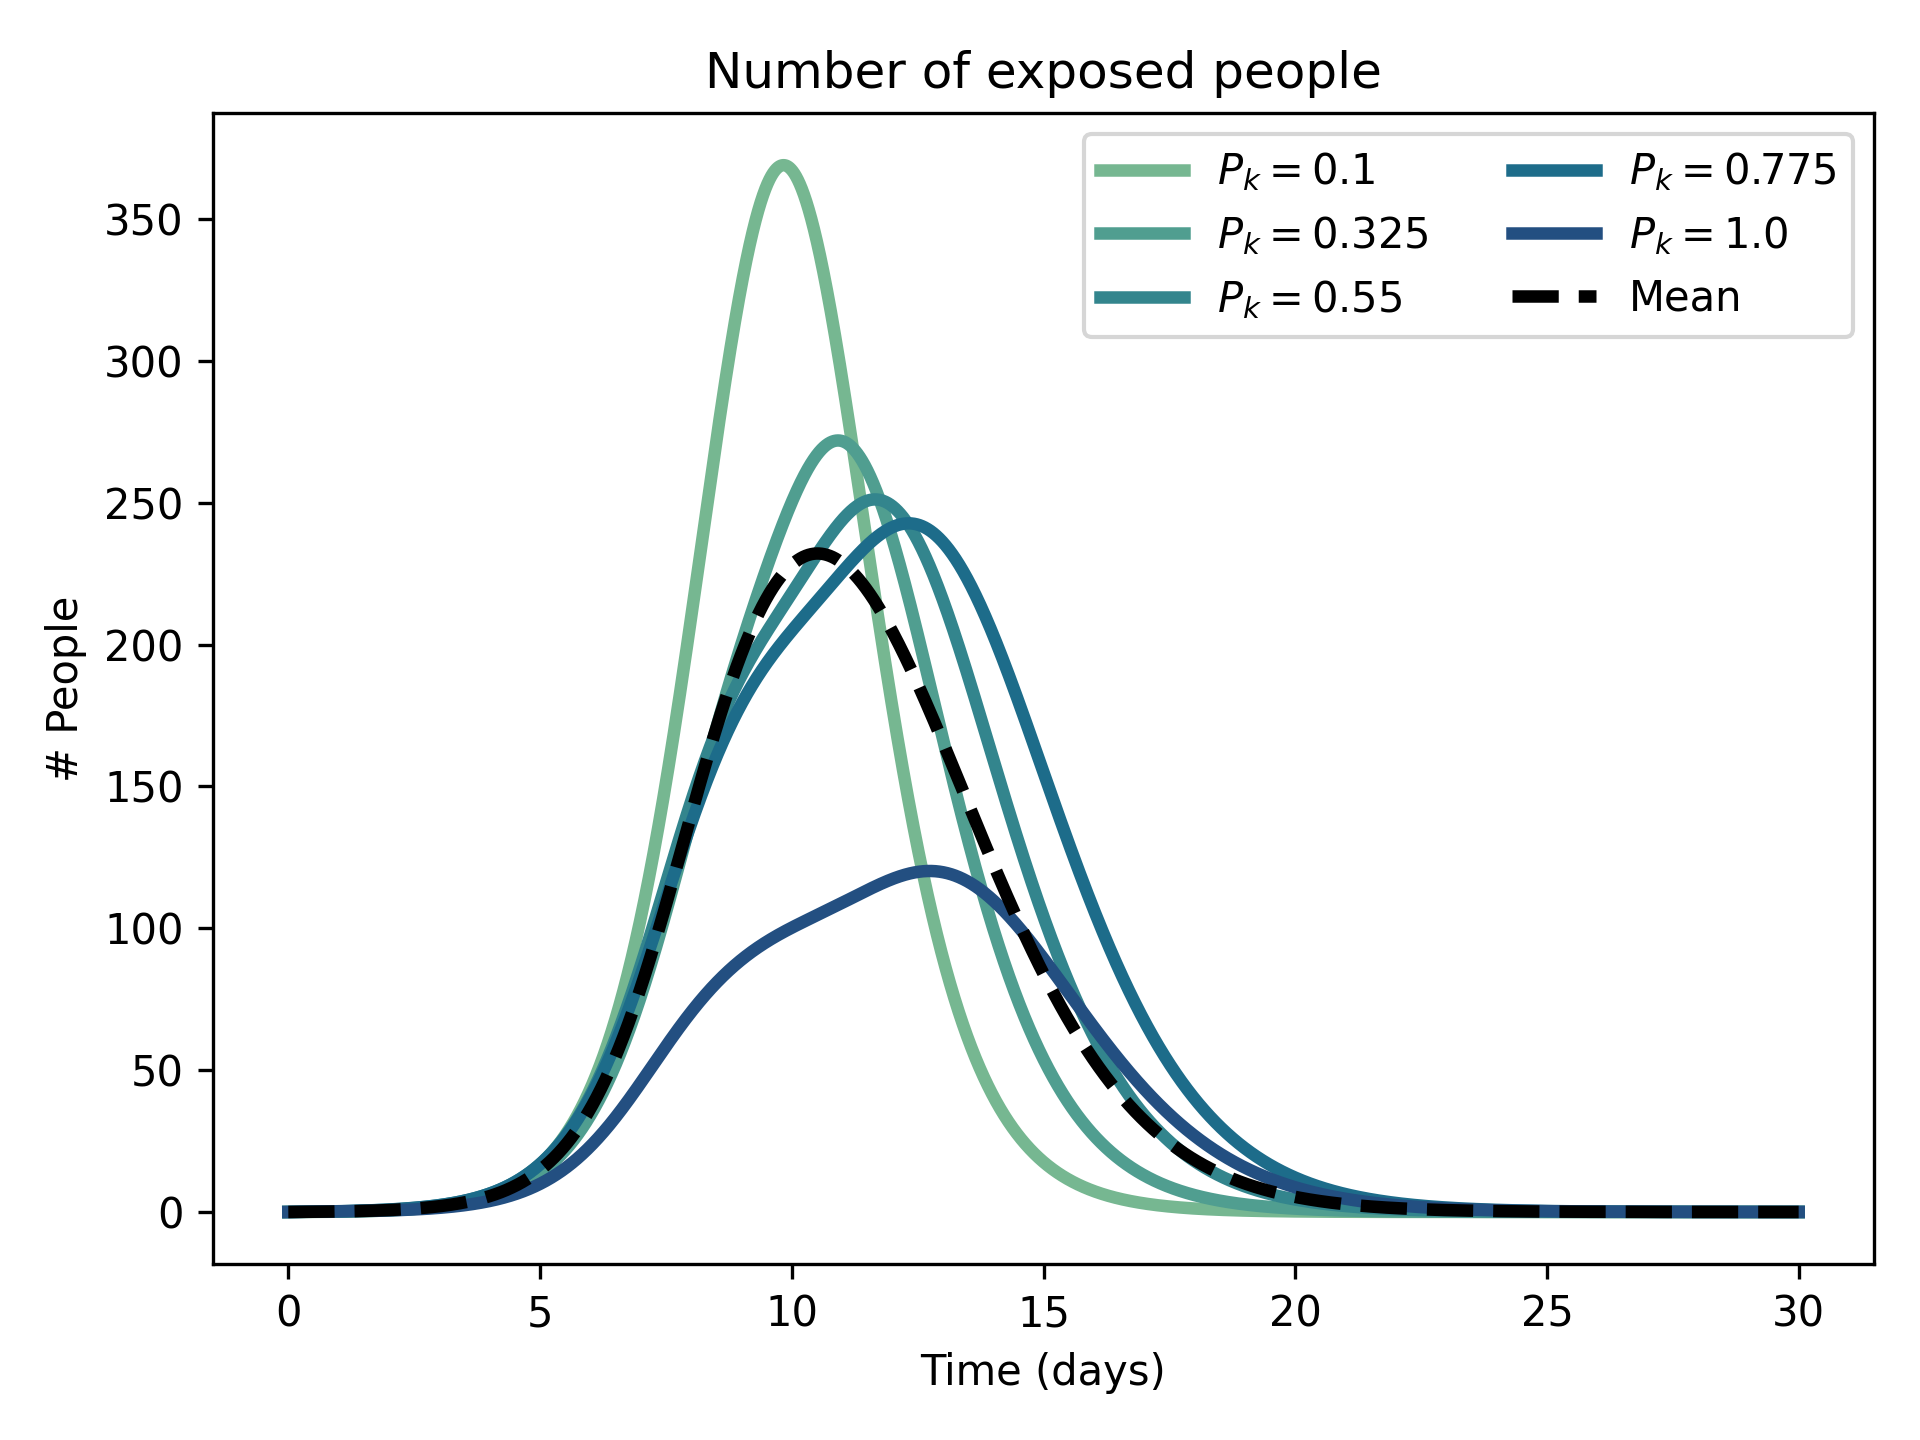 Number of exposed people
P_k = 0.1
P_k = 0.325
P_k = 0.55
P_k = 0.775
P_k = 1.0
Mean
# People
350
300
250
200
150
100
50
0
0 5 10 15 20 25 30
Time (days)